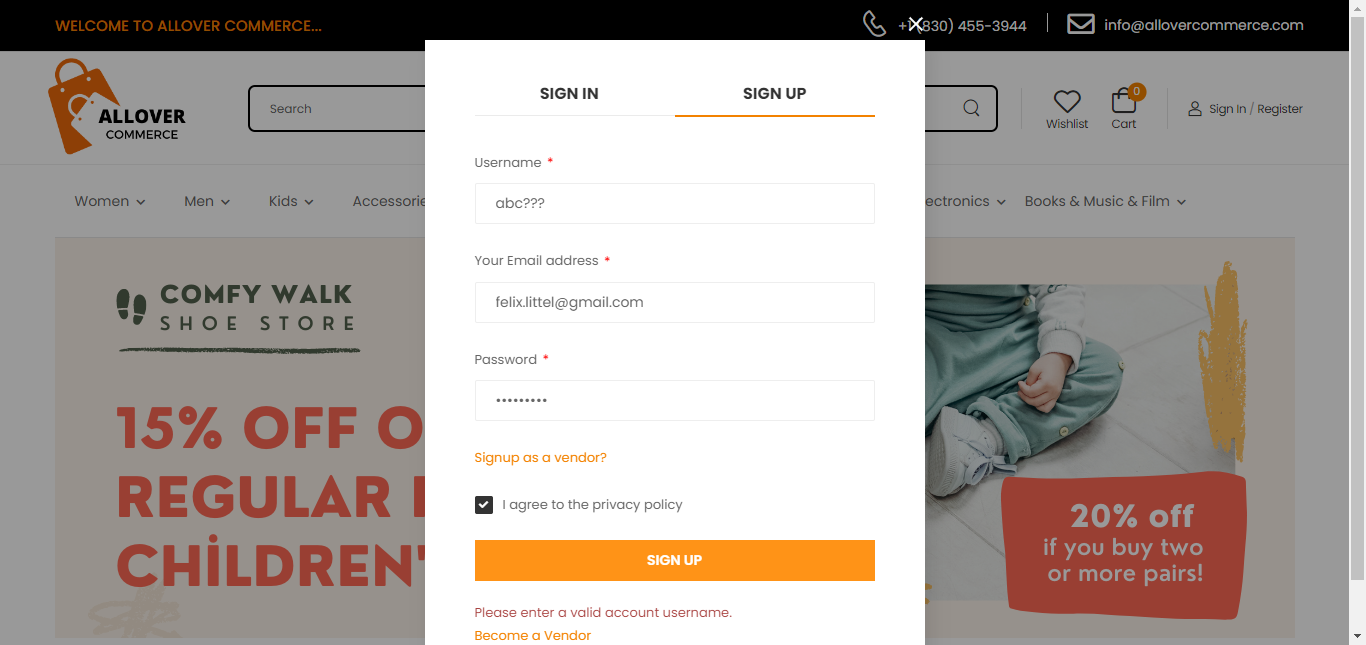 WELCOME TO ALLOVER COMMERCE...
(830) 455-3944
info@allovercommerce.com
ALLOVER
COMMERCE
Search
Wishlist
0
Cart
Sign In / Register
Women
Men
Kids
Accessorie
ectronics
Books & Music & Film
SIGN IN
SIGN UP
Username *
abc???
Your Email address *
felix.littel@gmail.com
Password *
•••••••••
Signup as a vendor?
I agree to the privacy policy
SIGN UP
Please enter a valid account username.
Become a Vendor
COMFY WALK
SHOE STORE
15% OFF O
REGULAR
CHİLDREN'
20% off
if you buy two
or more pairs!